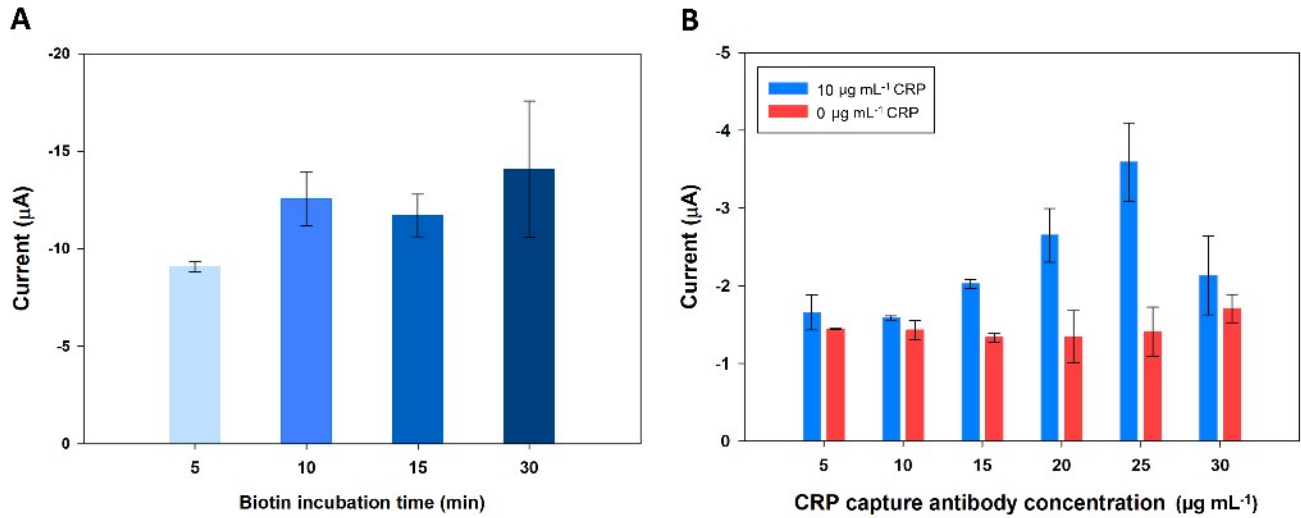 A
-20
-15
-10
-5
0
Current (µA)
5 10 15 30
Biotin incubation time (min)
B
-5
-4
-3
-2
-1
0
Current (µA)
10 µg mL⁻¹ CRP
0 µg mL⁻¹ CRP
5 10 15 20 25 30
CRP capture antibody concentration (µg mL⁻¹)